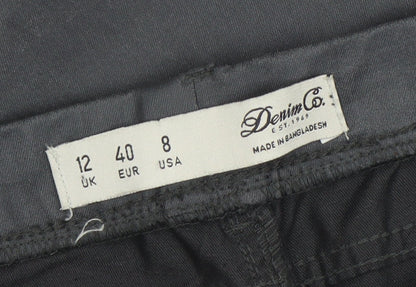 12 40 8
UK EUR USA
Denim Co.
EST. 1969
MADE IN BANGLADESH